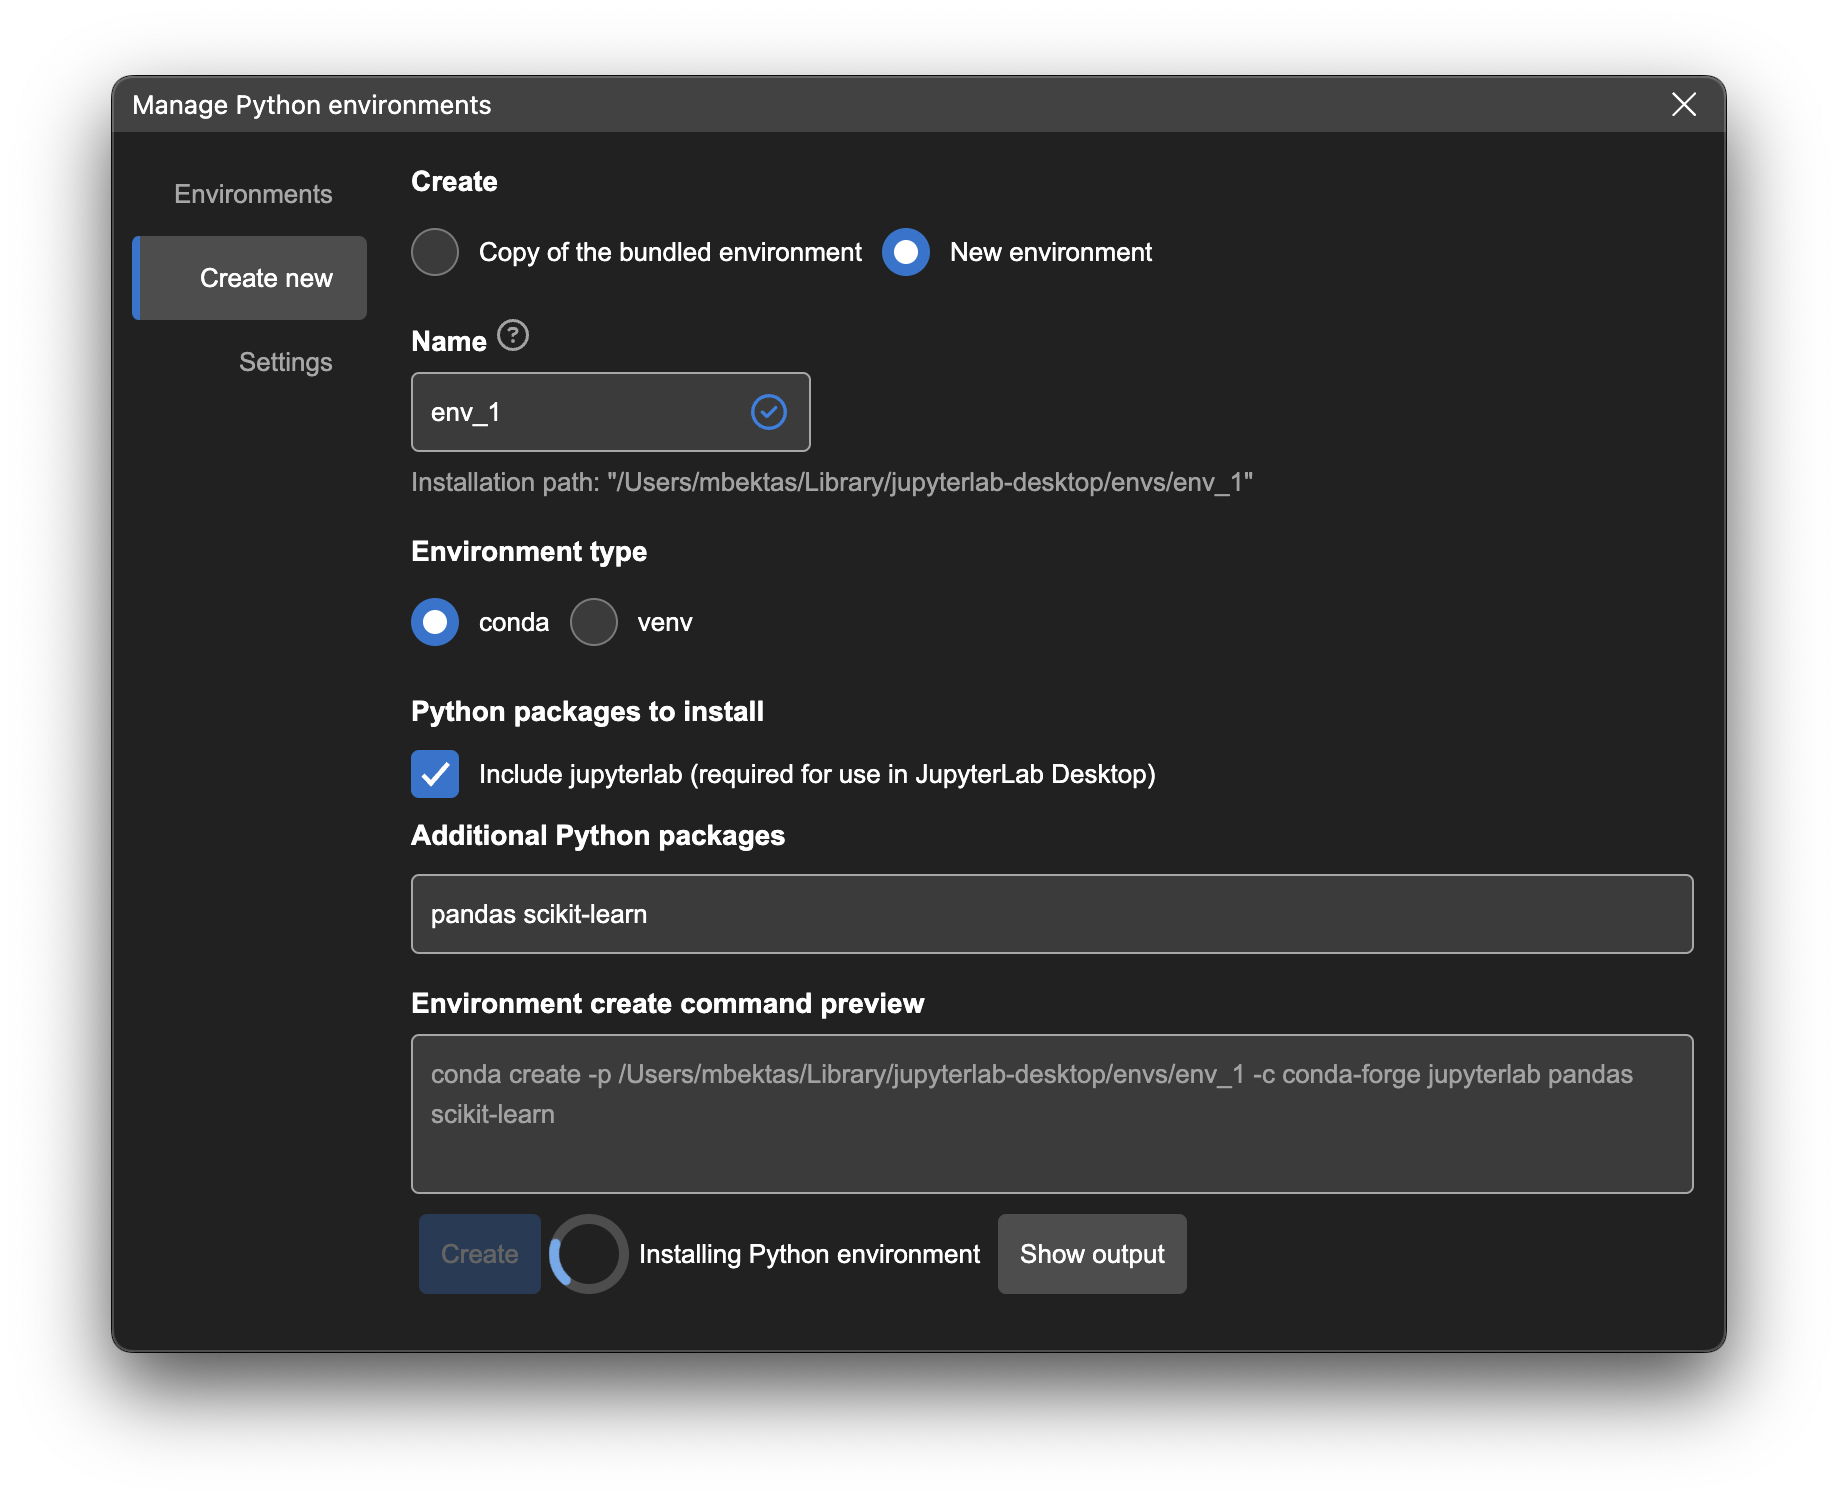 Manage Python environments
Environments
Create new
Settings
Create
Copy of the bundled environment New environment
Name ?
env_1
Installation path: "/Users/mbektas/Library/jupyterlab-desktop/envs/env_1"
Environment type
conda venv
Python packages to install
Include jupyterlab (required for use in JupyterLab Desktop)
Additional Python packages
pandas scikit-learn
Environment create command preview
conda create -p /Users/mbektas/Library/jupyterlab-desktop/envs/env_1 -c conda-forge jupyterlab pandas
scikit-learn
Create Installing Python environment Show output